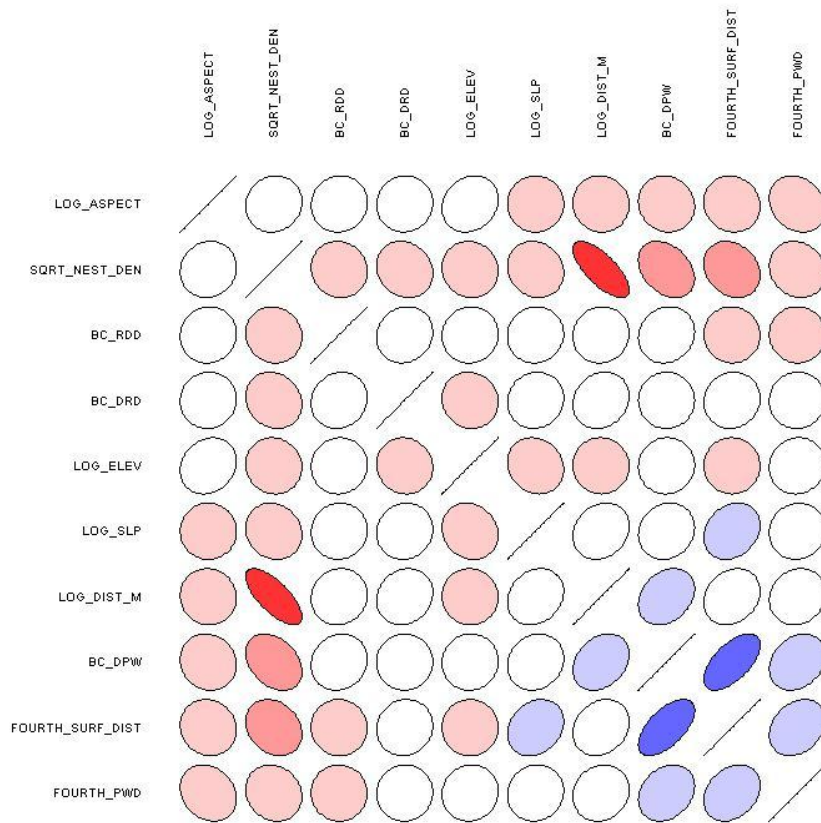 LOG_ASPECT
SQRT_NEST_DEN
BC_RDD
BC_DRD
LOG_ELEV
LOG_SLP
LOG_DIST_M
BC_DPW
FOURTH_SURF_DIST
FOURTH_PWD
LOG_ASPECT
SQRT_NEST_DEN
BC_RDD
BC_DRD
LOG_ELEV
LOG_SLP
LOG_DIST_M
BC_DPW
FOURTH_SURF_DIST
FOURTH_PWD